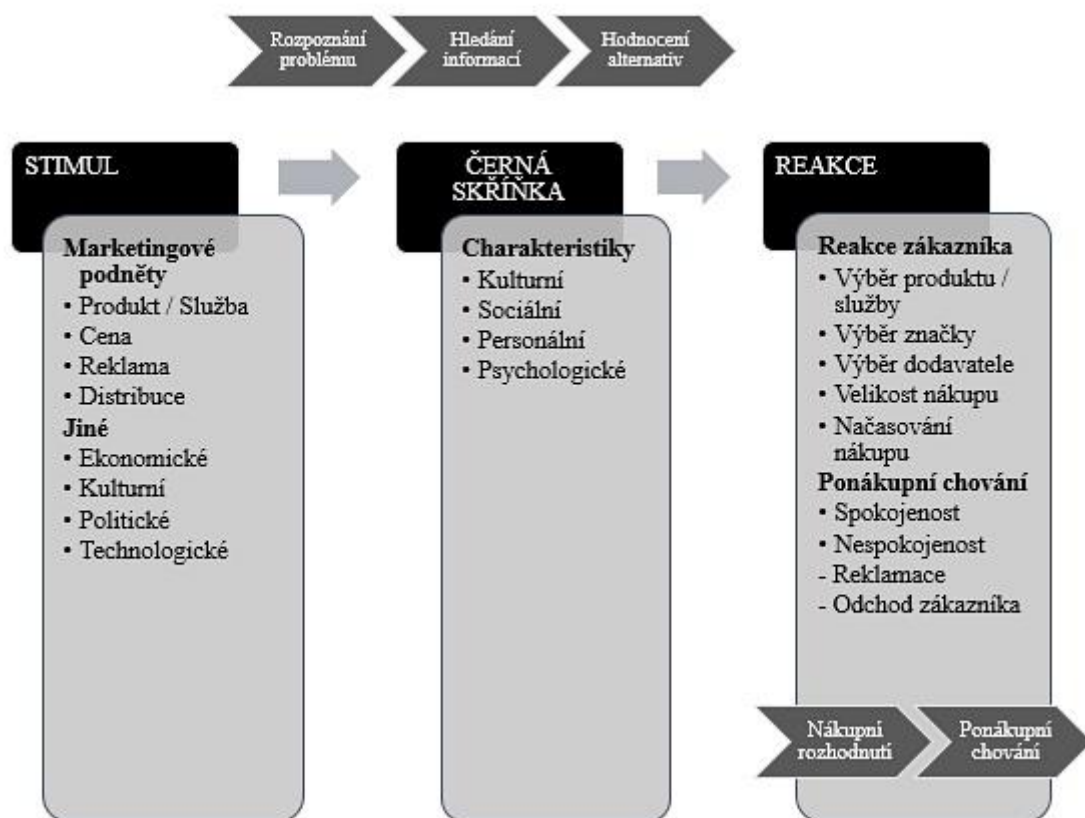 Rozpoznání
problému
Hledání
informací
Hodnocení
alternativ
STIMUL
Marketingové
podněty
• Produkt / Služba
• Cena
• Reklama
• Distribuce
Jiné
• Ekonomické
• Kulturní
• Politické
• Technologické
ČERNÁ
SKŘÍŇKA
Charakteristiky
• Kulturní
• Sociální
• Personální
• Psychologické
REAKCE
Reakce zákazníka
• Výběr produktu /
služby
• Výběr značky
• Výběr dodavatele
• Velikost nákupu
• Načasování
nákupu
Ponákupní chování
• Spokojenost
• Nespokojenost
- Reklamace
- Odchod zákazníka
Nákupní
rozhodnutí
Ponákupní
chování